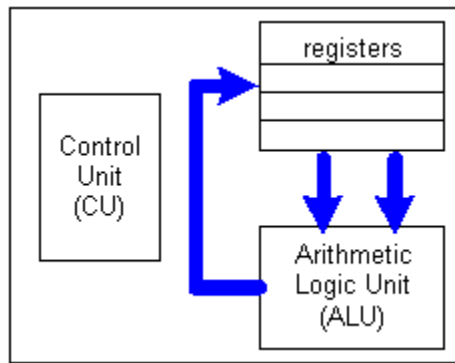 registers
Control
Unit
(CU)
Arithmetic
Logic Unit
(ALU)